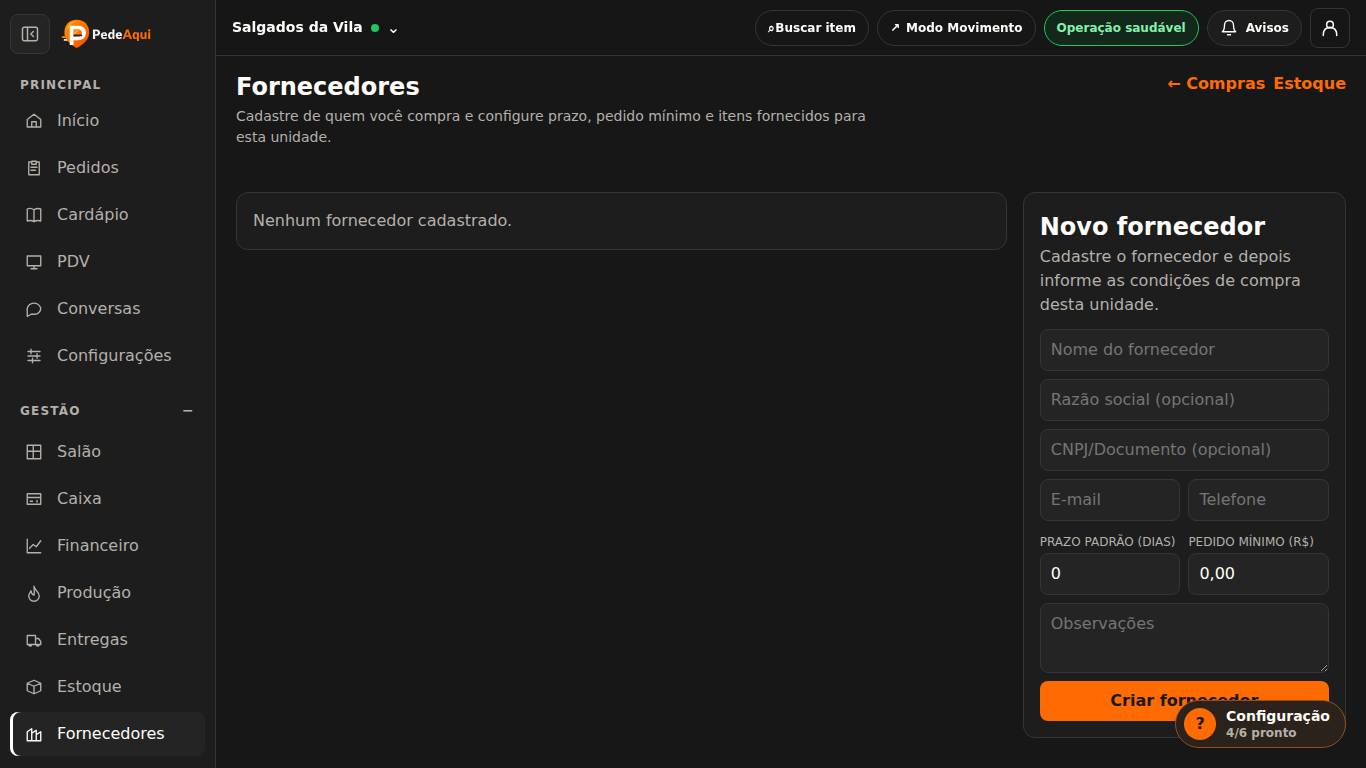 PedeAqui
PRINCIPAL
Início
Pedidos
Cardápio
PDV
Conversas
Configurações
GESTÃO
Salão
Caixa
Financeiro
Produção
Entregas
Estoque
Fornecedores
Salgados da Vila
Buscar item
↗ Modo Movimento
Operação saudável
Avisos
Fornecedores
Cadastre de quem você compra e configure prazo, pedido mínimo e itens fornecidos para
esta unidade.
← Compras Estoque
Nenhum fornecedor cadastrado.
Novo fornecedor
Cadastre o fornecedor e depois
informe as condições de compra
desta unidade.
Nome do fornecedor
Razão social (opcional)
CNPJ/Documento (opcional)
E-mail Telefone
PRAZO PADRÃO (DIAS) PEDIDO MÍNIMO (R$)
0 0,00
Observações
Criar fornecedor
? Configuração
4/6 pronto